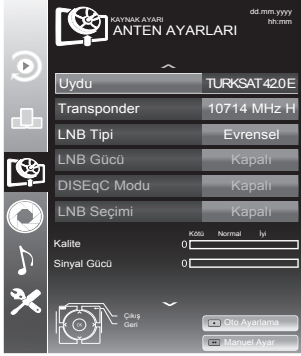 dd.mm.yyyy
hh:mm
KAYNAK AYARI
ANTEN AYARLARI
Uydu TURKSAT 42.0 E
Transponder 10714 MHz H
LNB Tipi Evrensel
LNB Gücü Kapalı
DISEqC Modu Kapalı
LNB Seçimi Kapalı
Kötü Normal İyi
Kalite 0
Sinyal Gücü 0
OK
Çıkış
Geri
Oto Ayarlama
Manuel Ayar